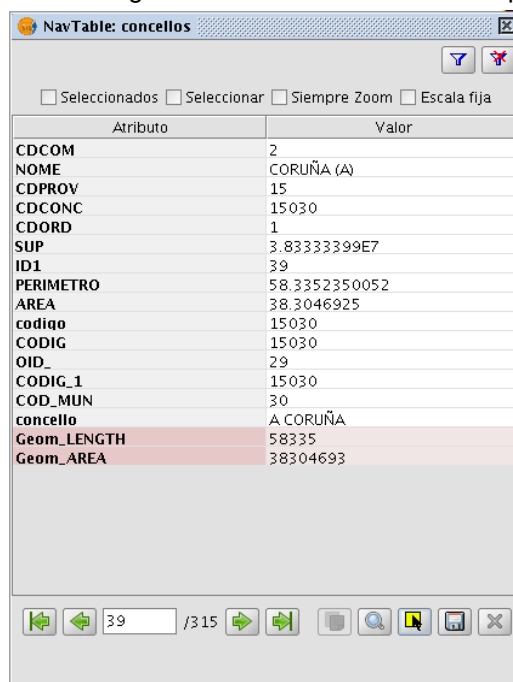 NavTable: concellos
Seleccionados Seleccionar Siempre Zoom Escala fija
Atributo Valor
CDCOM 2
NOME CORUÑA (A)
CDPROV 15
CDCONC 15030
CDORD 1
SUP 3.83333399E7
ID1 39
PERIMETRO 58.3352350052
AREA 38.3046925
codigo 15030
CODIG 15030
OID_ 29
CODIG_1 15030
COD_MUN 30
concello A CORUÑA
Geom_LENGTH 58335
Geom_AREA 38304693
39 /315